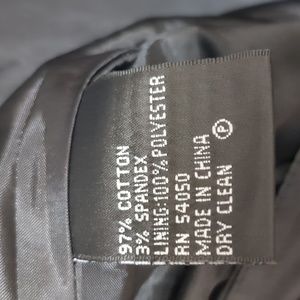 97% COTTON
3% SPANDEX
LINING:100% POLYESTER
RN 54050
MADE IN CHINA
DRY CLEAN Ⓟ